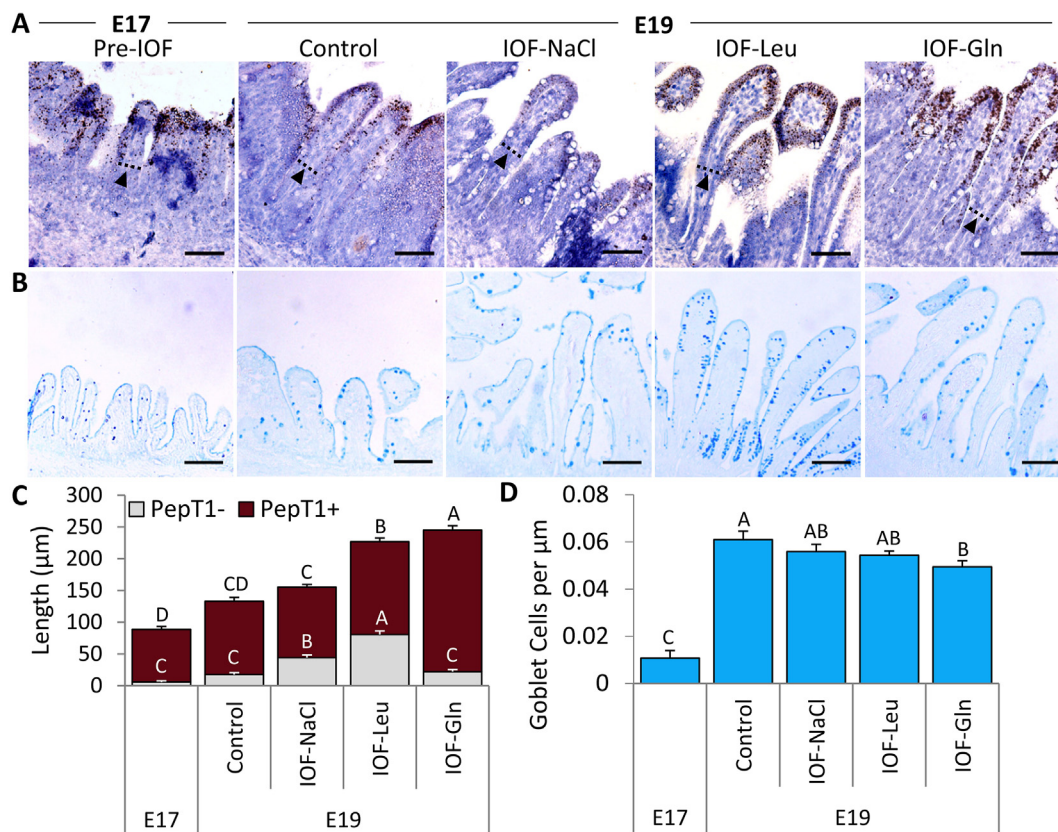 A
E17
E19
Pre-IOF
Control
IOF-NaCl
IOF-Leu
IOF-Gln
B
C
Length (µm)
300
250
200
150
100
50
0
PepT1-
PepT1+
D
CD
C
B
A
C
C
B
A
C
Control
IOF-NaCl
IOF-Leu
IOF-Gln
E17
E19
D
Goblet Cells per µm
0.08
0.06
0.04
0.02
0
C
A
AB
AB
B
Control
IOF-NaCl
IOF-Leu
IOF-Gln
E17
E19